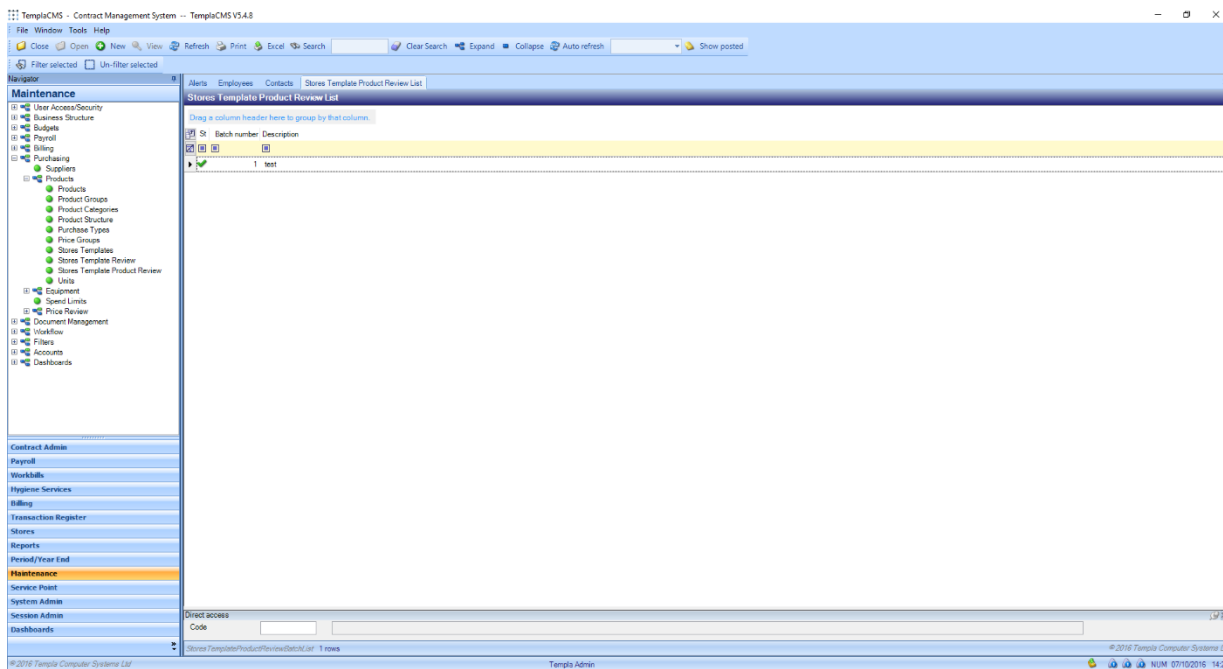 TemplaCMS - Contract Management System -- TemplaCMS V5.4.8
File Window Tools Help
Close Open New View Refresh Print Excel Search Clear Search Expand Collapse Auto refresh Show posted
Filter selected Un-filter selected
Navigator
Maintenance
User Access/Security
Business Structure
Budgets
Payroll
Billing
Purchasing
Suppliers
Products
Products
Product Groups
Product Categories
Product Structure
Purchase Types
Price Groups
Stores Templates
Stores Template Review
Stores Template Product Review
Units
Equipment
Spend Limits
Price Review
Document Management
Workflow
Filters
Accounts
Dashboards
Contract Admin
Payroll
Workbills
Hygiene Services
Billing
Transaction Register
Stores
Reports
Period/Year End
Maintenance
Service Point
System Admin
Session Admin
Dashboards
Alerts Employees Contacts Stores Template Product Review List
Stores Template Product Review List
Drag a column header here to group by that column.
St Batch number Description
1 test
Direct access
Code
StoresTemplateProductReviewBatchList 1 rows
©2016 Templa Computer Systems
©2016 Templa Computer Systems Ltd
Templa Admin
NUM 07/10/2016